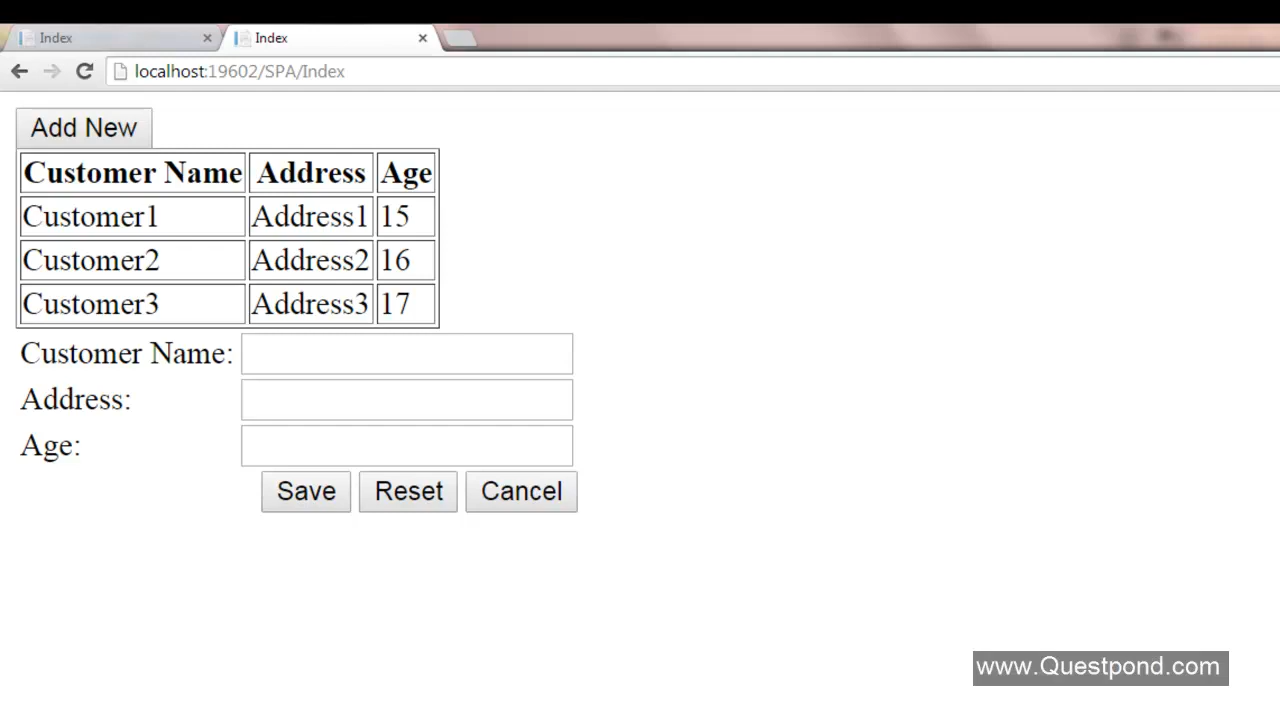 Index
Index
localhost:19602/SPA/Index
Add New
Customer Name Address Age
Customer1 Address1 15
Customer2 Address2 16
Customer3 Address3 17
Customer Name:
Address:
Age:
Save Reset Cancel
www.Questpond.com